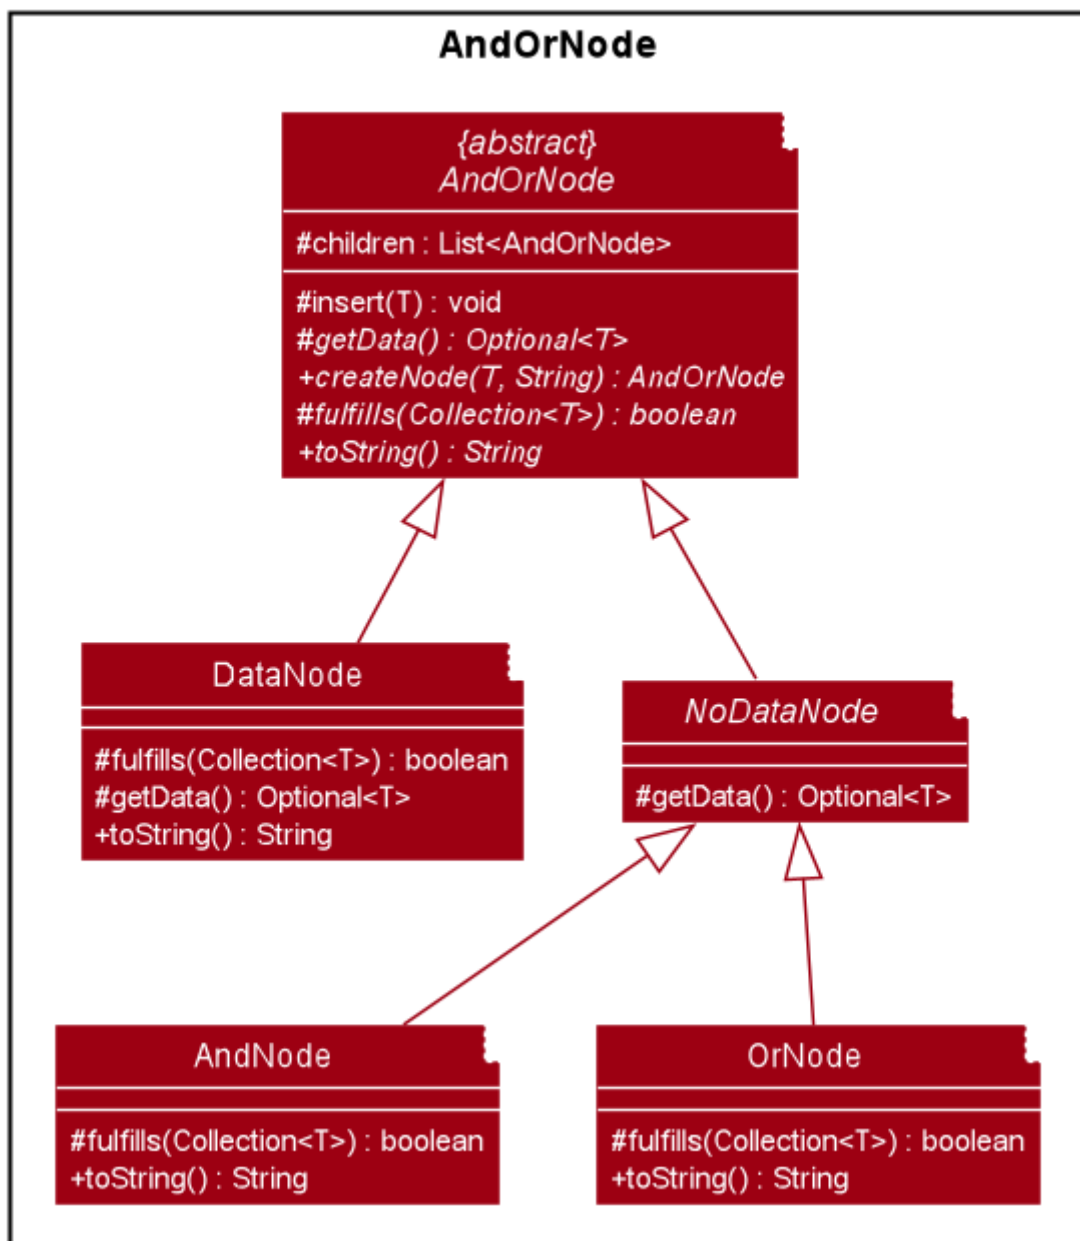 AndOrNode
{abstract}
AndOrNode
#children : List<AndOrNode>
#insert(T) : void
#getData() : Optional<T>
+createNode(T, String) : AndOrNode
#fulfills(Collection<T>) : boolean
+toString() : String
DataNode
#fulfills(Collection<T>) : boolean
#getData() : Optional<T>
+toString() : String
NoDataNode
#getData() : Optional<T>
AndNode
#fulfills(Collection<T>) : boolean
+toString() : String
OrNode
#fulfills(Collection<T>) : boolean
+toString() : String